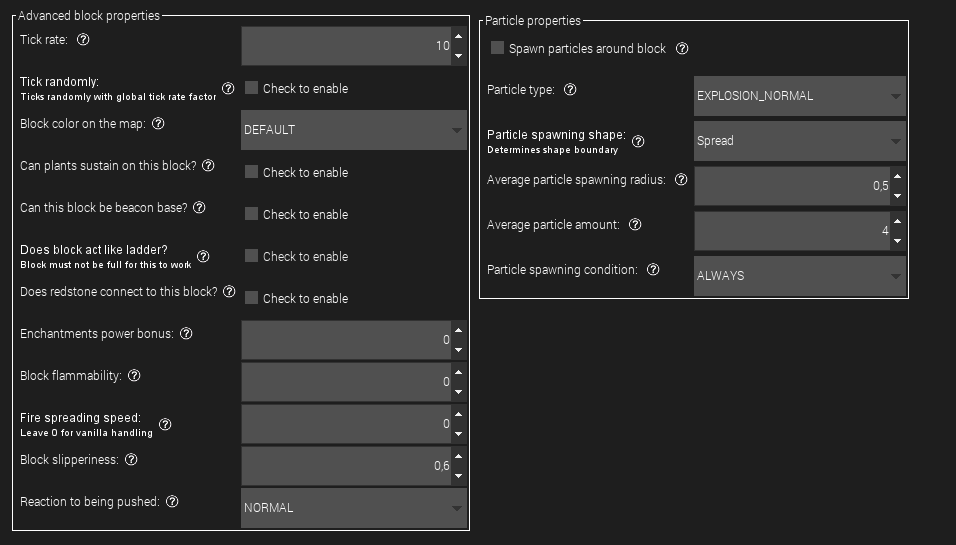 Advanced block properties
Tick rate: ?
10
Tick randomly:
Ticks randomly with global tick rate factor ?
Check to enable
Block color on the map: ?
DEFAULT
Can plants sustain on this block? ?
Check to enable
Can this block be beacon base? ?
Check to enable
Does block act like ladder?
Block must not be full for this to work ?
Check to enable
Does redstone connect to this block? ?
Check to enable
Enchantments power bonus: ?
0
Block flammability: ?
0
Fire spreading speed:
Leave 0 for vanilla handling ?
0
Block slipperiness: ?
0,6
Reaction to being pushed: ?
NORMAL
Particle properties
Spawn particles around block ?
Particle type: ?
EXPLOSION_NORMAL
Particle spawning shape:
Determines shape boundary ?
Spread
Average particle spawning radius: ?
0,5
Average particle amount: ?
4
Particle spawning condition: ?
ALWAYS